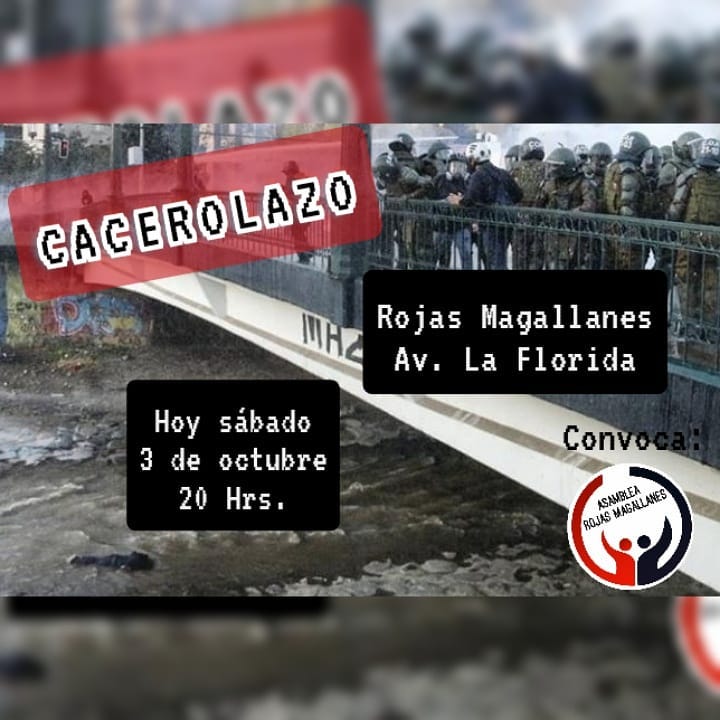 CACEROLAZO
Rojas Magallanes
Av. La Florida
Hoy sábado
3 de octubre
20 Hrs.
Convoca:
ASAMBLEA
ROJAS MAGALLANES